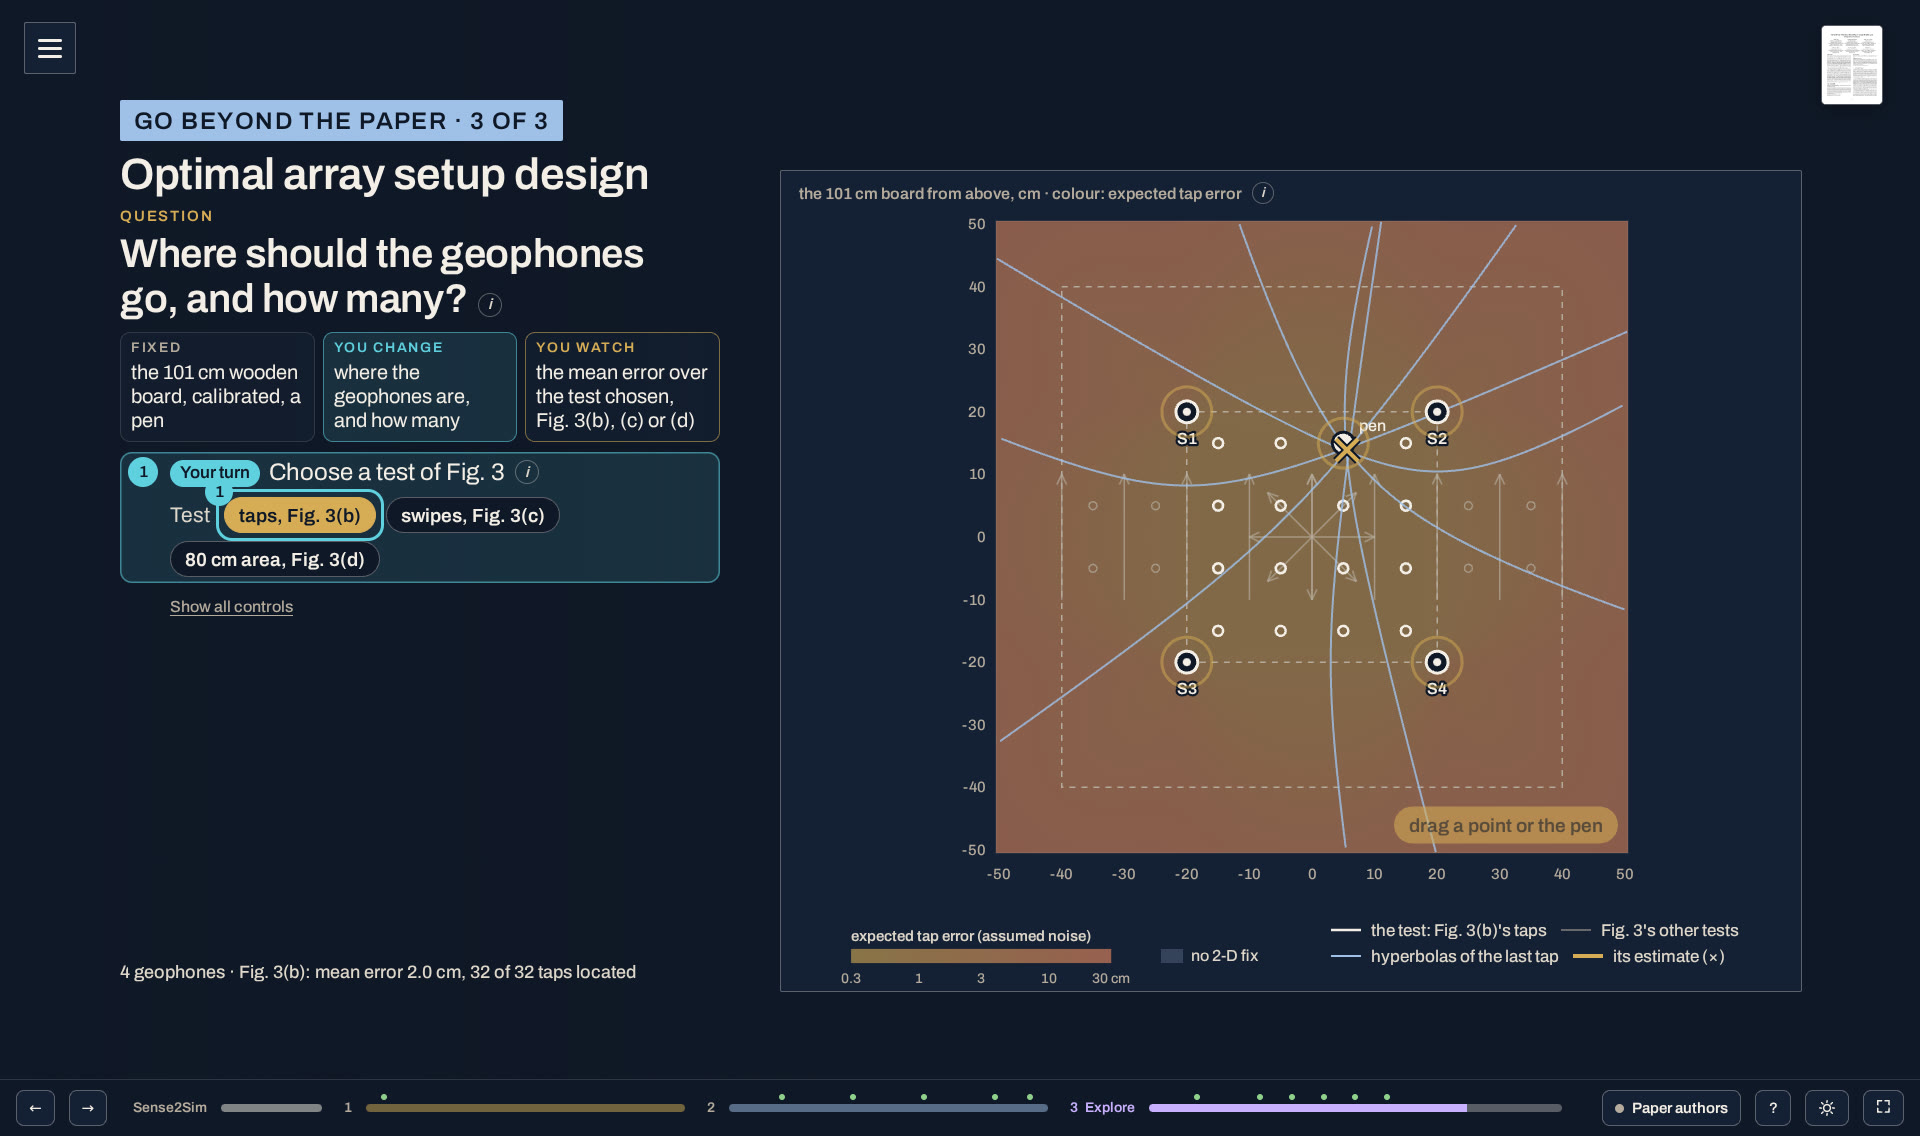 GO BEYOND THE PAPER · 3 OF 3
Optimal array setup design
QUESTION
Where should the geophones
go, and how many? i
FIXED
the 101 cm wooden
board, calibrated, a
pen
YOU CHANGE
where the
geophones are,
and how many
YOU WATCH
the mean error over
the test chosen,
Fig. 3(b), (c) or (d)
1 Your turn Choose a test of Fig. 3 i
1
Test taps, Fig. 3(b) swipes, Fig. 3(c)
80 cm area, Fig. 3(d)
Show all controls
4 geophones · Fig. 3(b): mean error 2.0 cm, 32 of 32 taps located
the 101 cm board from above, cm · colour: expected tap error i
50
40
30
20
10
0
-10
-20
-30
-40
-50
-50 -40 -30 -20 -10 0 10 20 30 40 50
pen
S1
S2
S3
S4
drag a point or the pen
expected tap error (assumed noise)
0.3 1 3 10 30 cm
no 2-D fix
the test: Fig. 3(b)'s taps Fig. 3's other tests
hyperbolas of the last tap its estimate (×)
← → Sense2Sim 1 2 3 Explore Paper authors ?